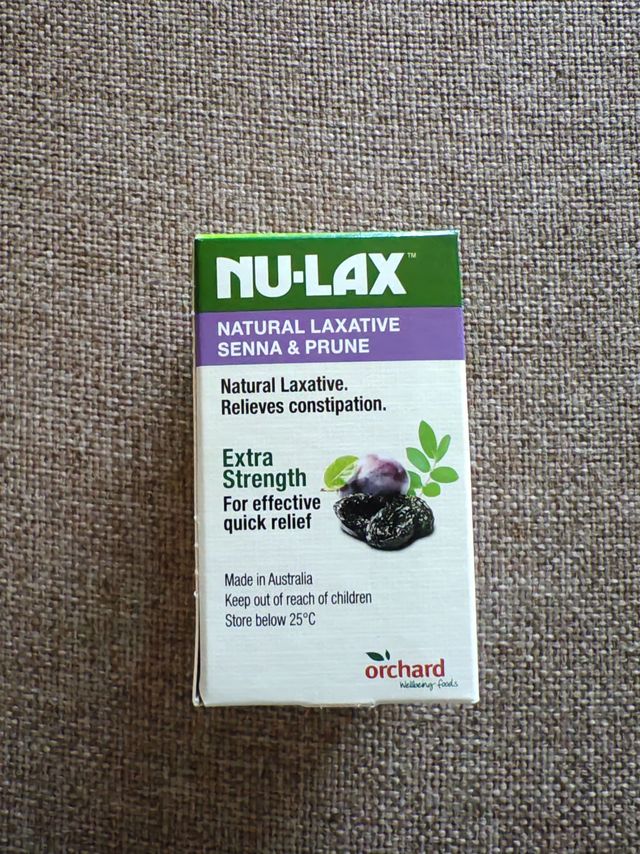 NU-LAX™
NATURAL LAXATIVE
SENNA & PRUNE
Natural Laxative.
Relieves constipation.
Extra
Strength
For effective
quick relief
Made in Australia
Keep out of reach of children
Store below 25°C
orchard
Wellbeing foods